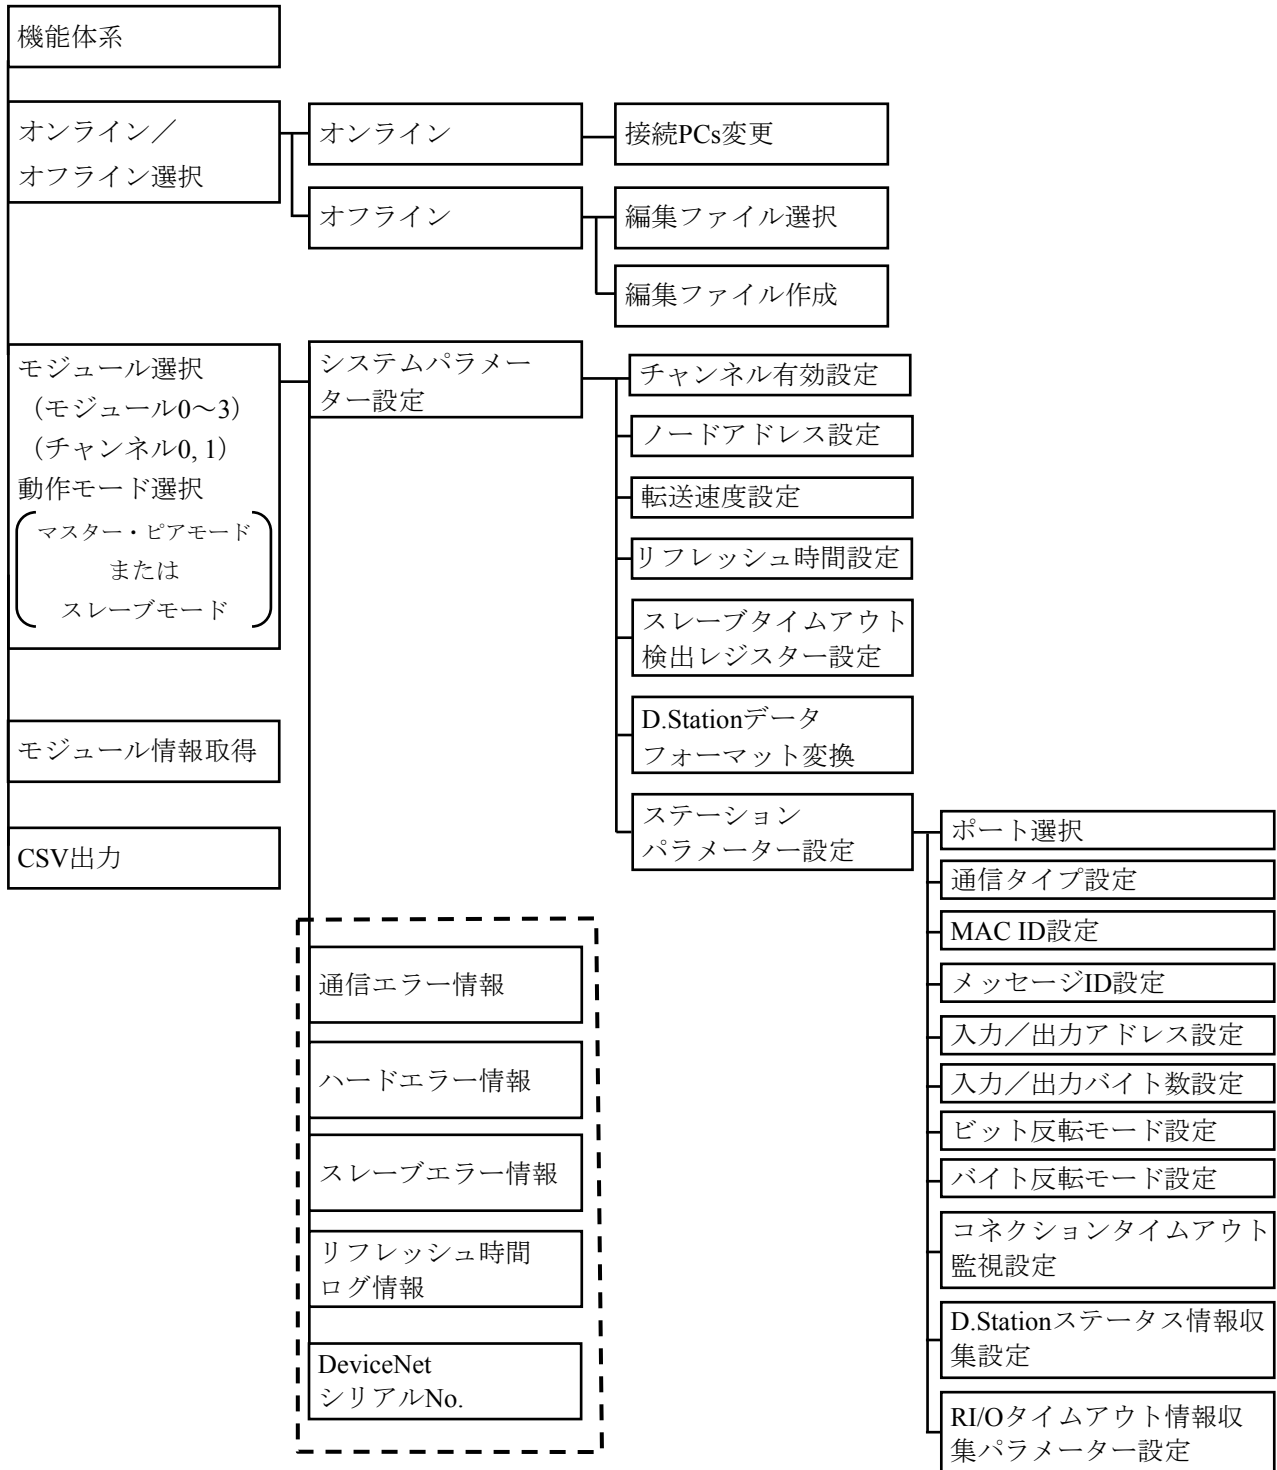 機能体系
オンライン／
オフライン選択
オンライン
接続PCs変更
オフライン
編集ファイル選択
編集ファイル作成
モジュール選択
（モジュール0～3）
（チャンネル0, 1）
動作モード選択
マスター・ピアモード
または
スレーブモード
システムパラメー
ター設定
チャンネル有効設定
ノードアドレス設定
転送速度設定
リフレッシュ時間設定
スレーブタイムアウト
検出レジスター設定
D.Stationデータ
フォーマット変換
ステーション
パラメーター設定
ポート選択
通信タイプ設定
MAC ID設定
メッセージID設定
入力／出力アドレス設定
入力／出力バイト数設定
ビット反転モード設定
バイト反転モード設定
コネクションタイムアウト
監視設定
D.Stationステータス情報収
集設定
RI/Oタイムアウト情報収
集パラメーター設定
通信エラー情報
ハードエラー情報
スレーブエラー情報
リフレッシュ時間
ログ情報
DeviceNet
シリアルNo.
モジュール情報取得
CSV出力